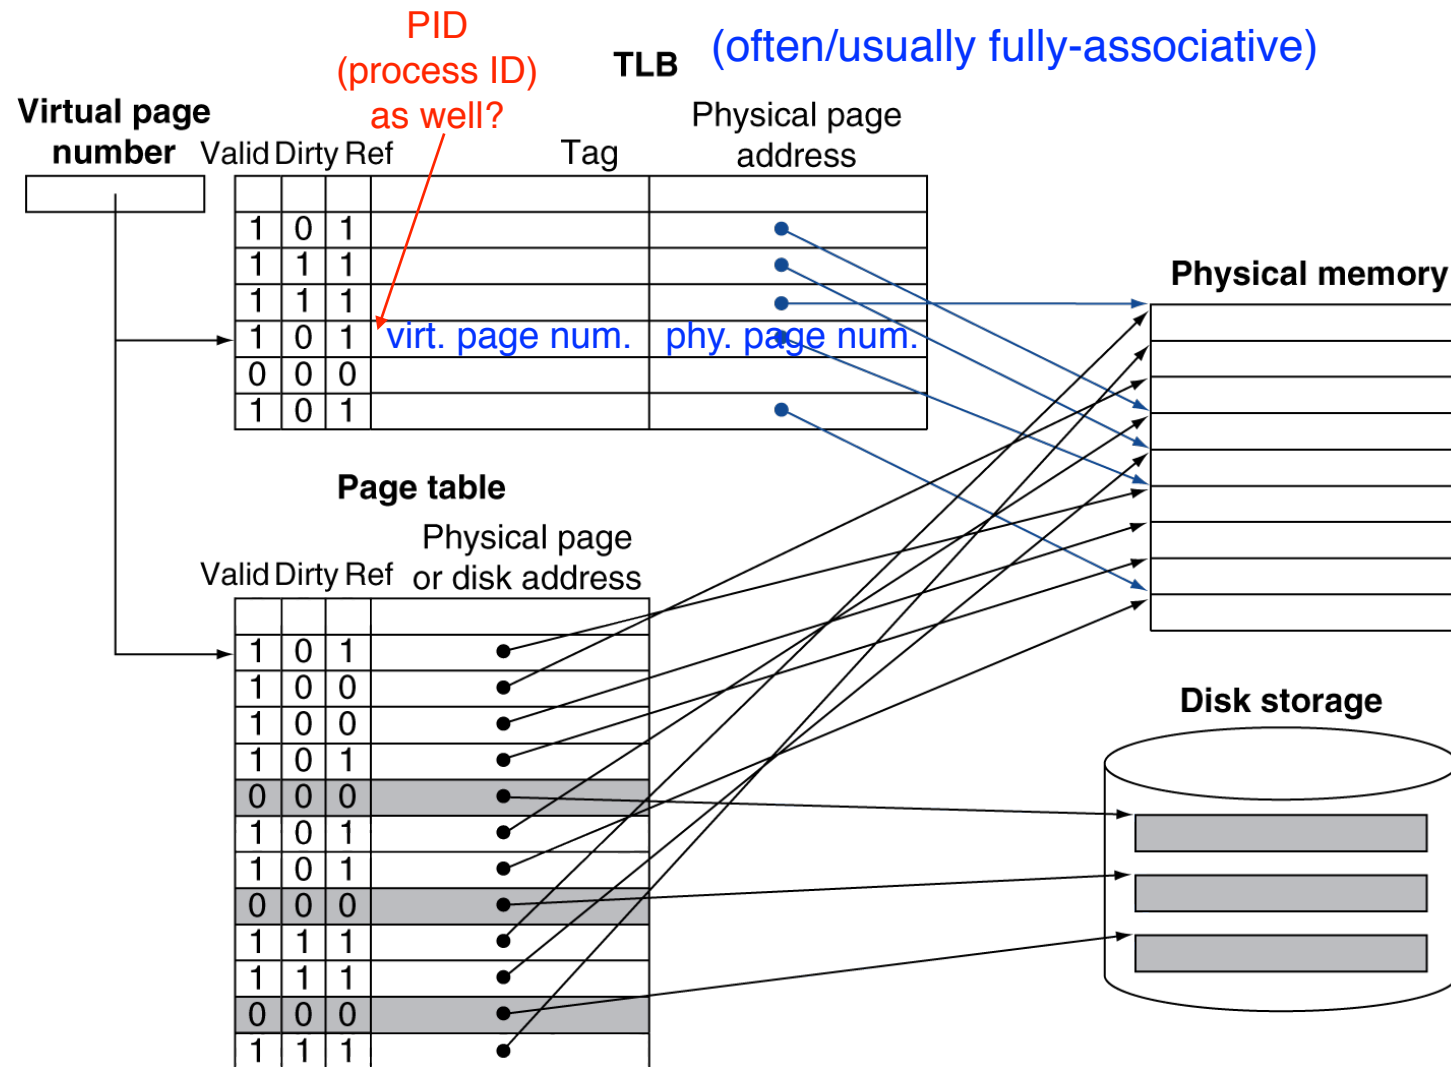 PID
(process ID)
as well?
TLB
(often/usually fully-associative)
Virtual page
number
Valid Dirty Ref
Tag
Physical page
address
1 0 1
1 1 1
1 1 1
1 0 1 virt. page num. phy. page num.
0 0 0
1 0 1
Physical memory
Page table
Valid Dirty Ref
Physical page
or disk address
1 0 1
1 0 0
1 0 0
1 0 1
0 0 0
1 0 1
1 0 1
0 0 0
1 1 1
1 1 1
0 0 0
1 1 1
Disk storage